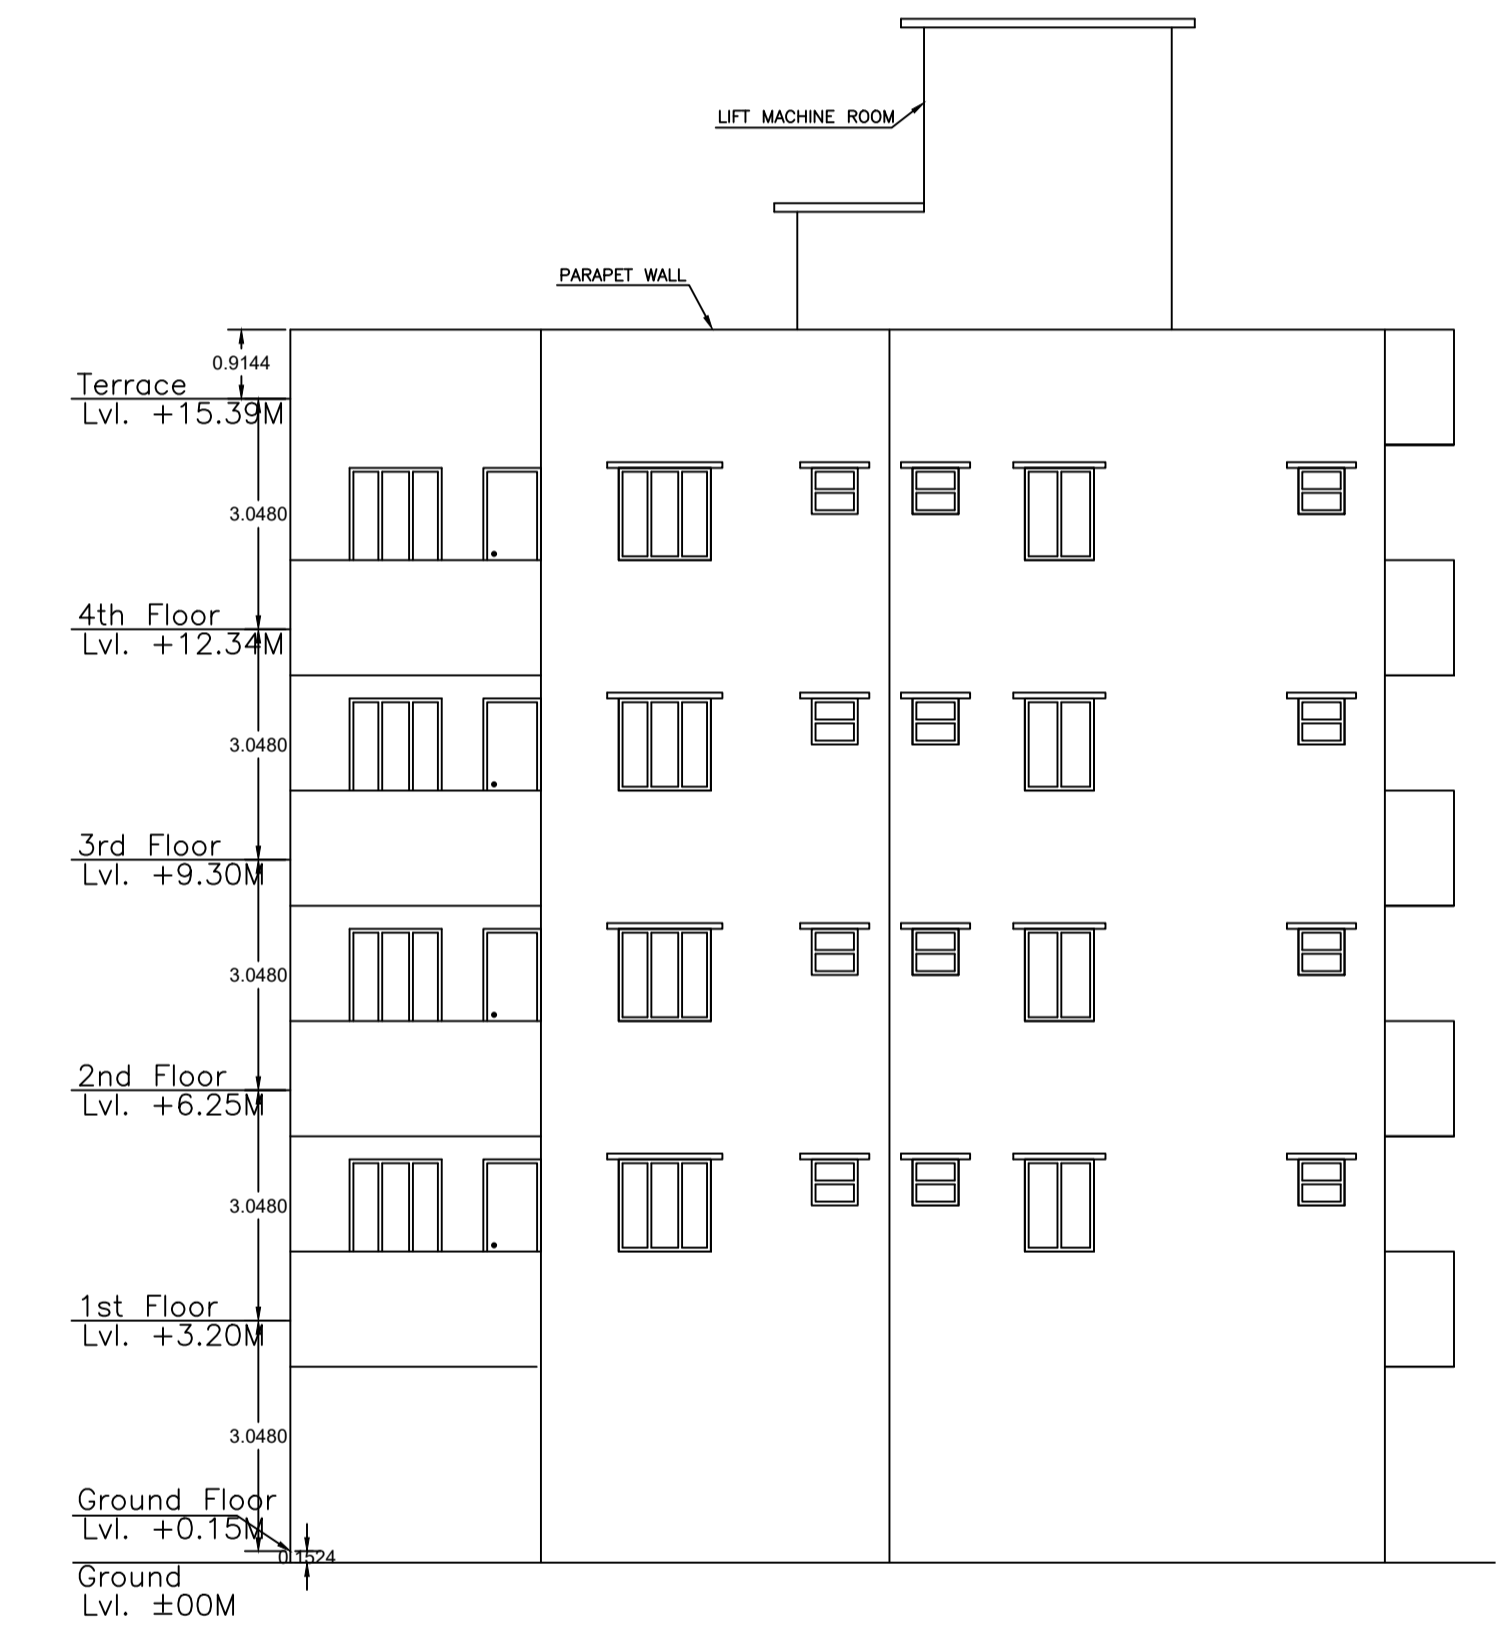 LIFT MACHINE ROOM
PARAPET WALL
0.9144
Terrace
Lvl. +15.39M
3.0480
4th Floor
Lvl. +12.34M
3.0480
3rd Floor
Lvl. +9.30M
3.0480
2nd Floor
Lvl. +6.25M
3.0480
1st Floor
Lvl. +3.20M
3.0480
Ground Floor
Lvl. +0.15M
0.1524
Ground
Lvl. ±00M